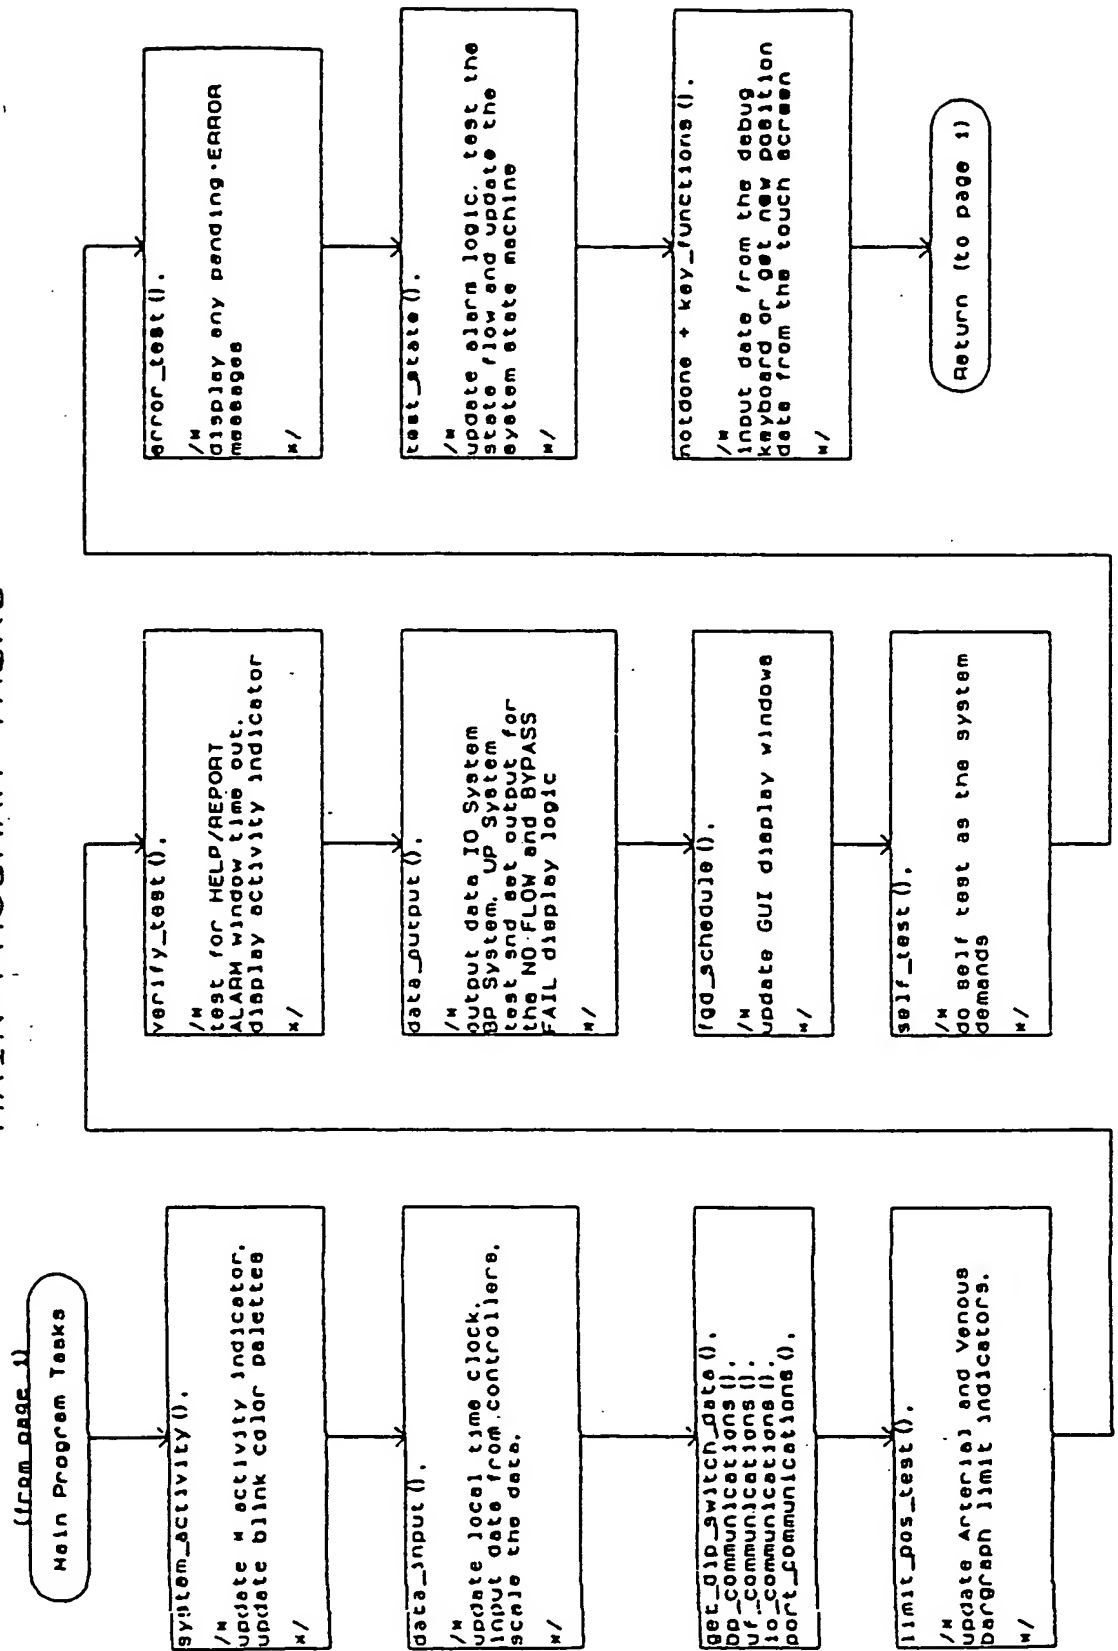 (from page 1)
Main Program Tasks
system_activity().
/*
update * activity indicator.
update blink color palettes
*/
data_input().
/*
update local time clock.
input data from controllers.
scale the data.
*/
get_dip_switch_data().
bp_communications().
uf_communications().
io_communications().
port_communications().
limit_pos_test().
/*
update Arterial and Venous
bargraph limit indicators.
*/
verify_test().
/*
test for HELP/REPORT
ALARM window time out.
display activity indicator
*/
data_output().
/*
output data IO System
BP System. UP System
test and set output for
the NO FLOW and BYPASS
FAIL display logic
*/
fgd_schedule().
/*
update GUI display windows
*/
self_test().
/*
do self test as the system
demands
*/
error_test().
/*
display any pending ERROR
messages
*/
test_state().
/*
update alarm logic. test the
state flow and update the
system state machine
*/
notdone + key_functions().
/*
input date from the debug
keyboard or get new position
data from the touch screen
*/
Return (to page 1)